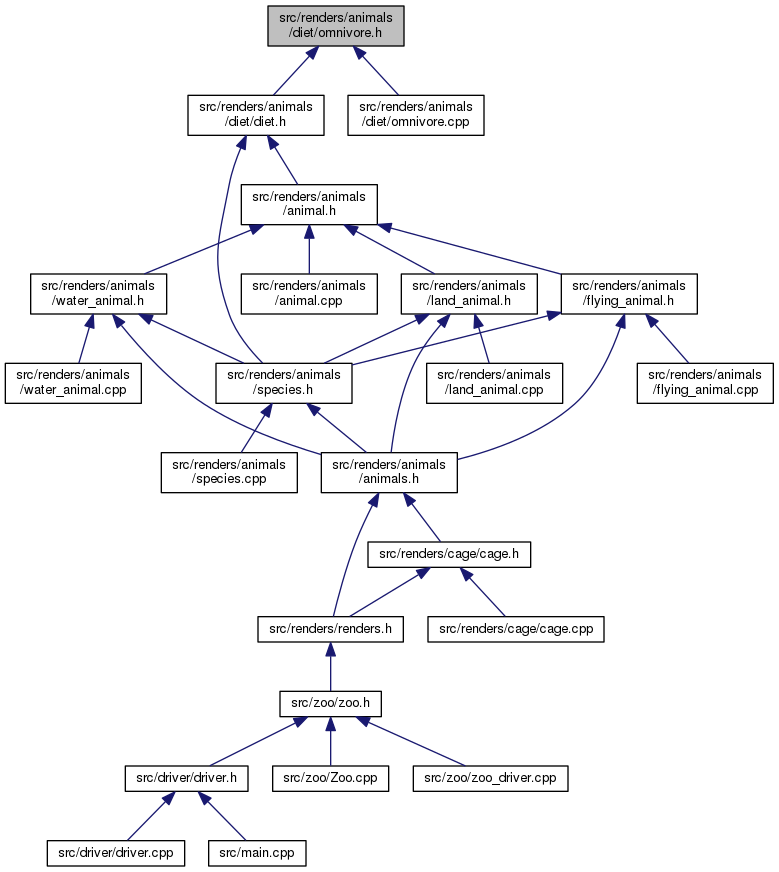 src/renders/animals
/diet/omnivore.h
src/renders/animals
/diet/diet.h
src/renders/animals
/diet/omnivore.cpp
src/renders/animals
/animal.h
src/renders/animals
/water_animal.h
src/renders/animals
/animal.cpp
src/renders/animals
/land_animal.h
src/renders/animals
/flying_animal.h
src/renders/animals
/water_animal.cpp
src/renders/animals
/species.h
src/renders/animals
/land_animal.cpp
src/renders/animals
/flying_animal.cpp
src/renders/animals
/species.cpp
src/renders/animals
/animals.h
src/renders/cage/cage.h
src/renders/renders.h
src/renders/cage/cage.cpp
src/zoo/zoo.h
src/driver/driver.h
src/zoo/Zoo.cpp
src/zoo/zoo_driver.cpp
src/driver/driver.cpp
src/main.cpp